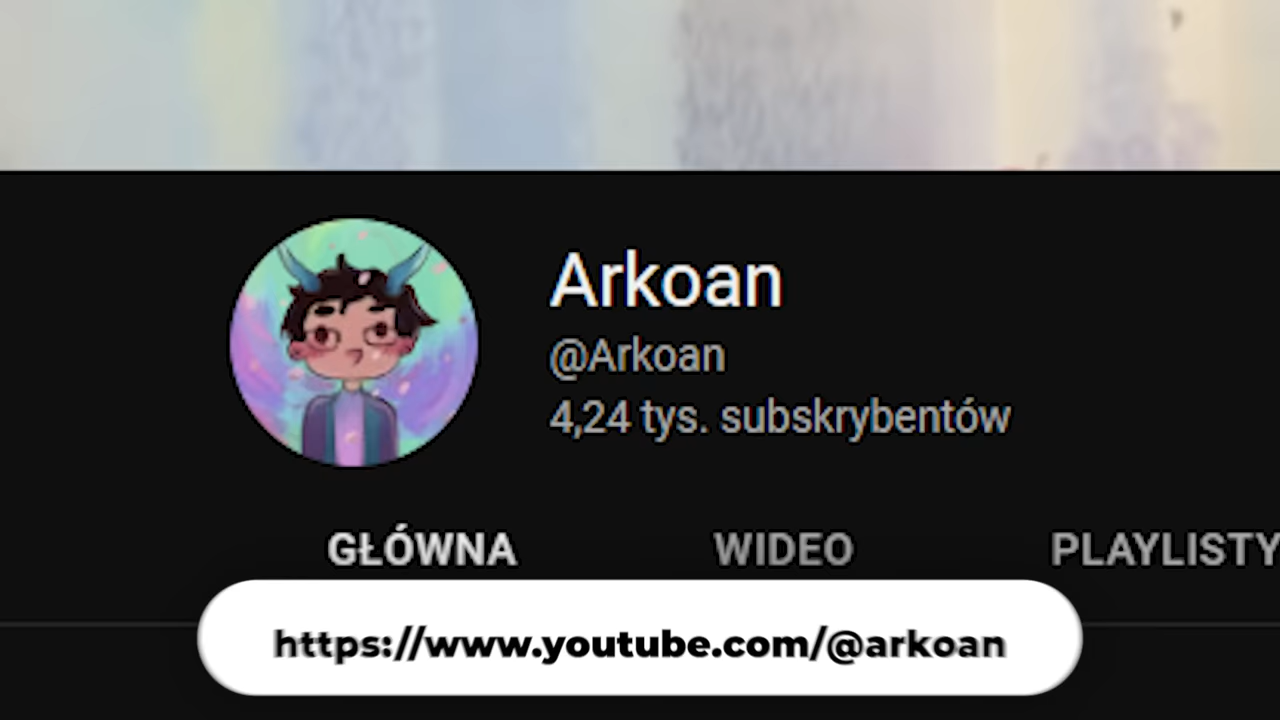 Arkoan
@Arkoan
4,24 tys. subskrybentów
GŁÓWNA WIDEO PLAYLISTY
https://www.youtube.com/@arkoan